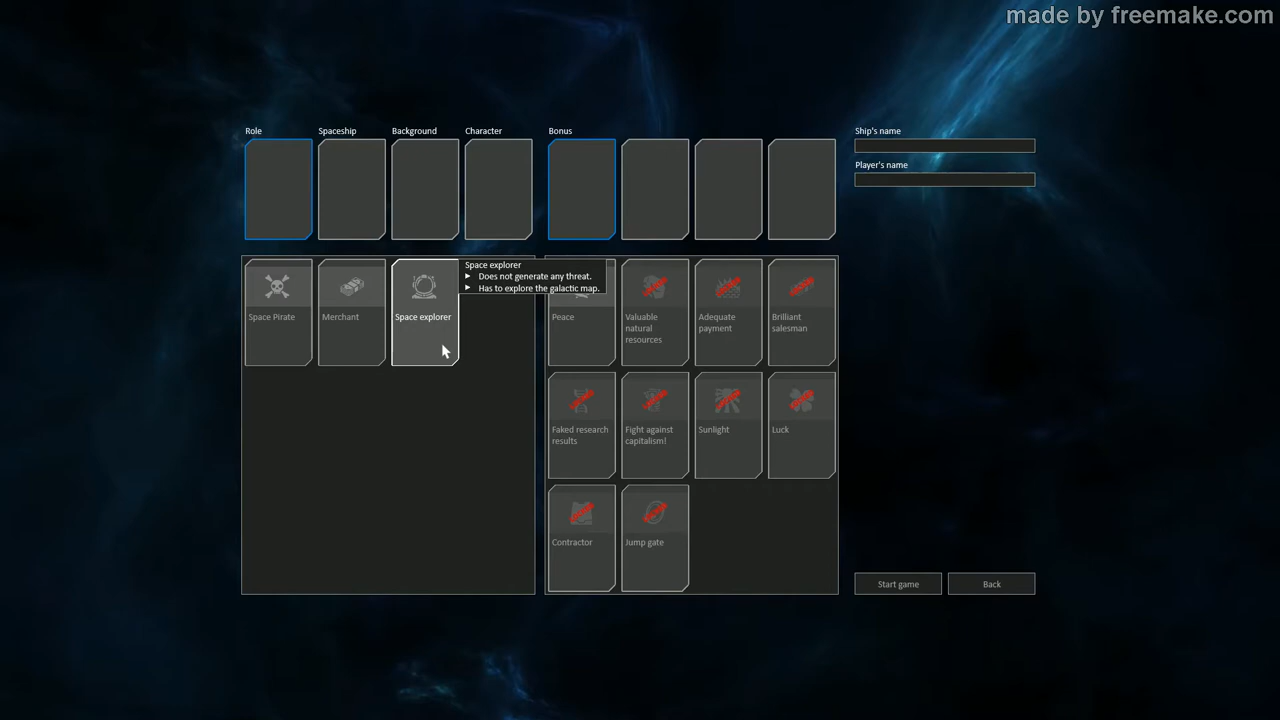 made by freemake.com
Role
Spaceship
Background
Character
Bonus
Ship's name
Player's name
Space Pirate
Merchant
Space explorer
Space explorer
Does not generate any threat.
Has to explore the galactic map.
Peace
Valuable
natural
resources
Adequate
payment
Brilliant
salesman
Faked research
results
Fight against
capitalism!
Sunlight
Luck
Contractor
Jump gate
Start game
Back